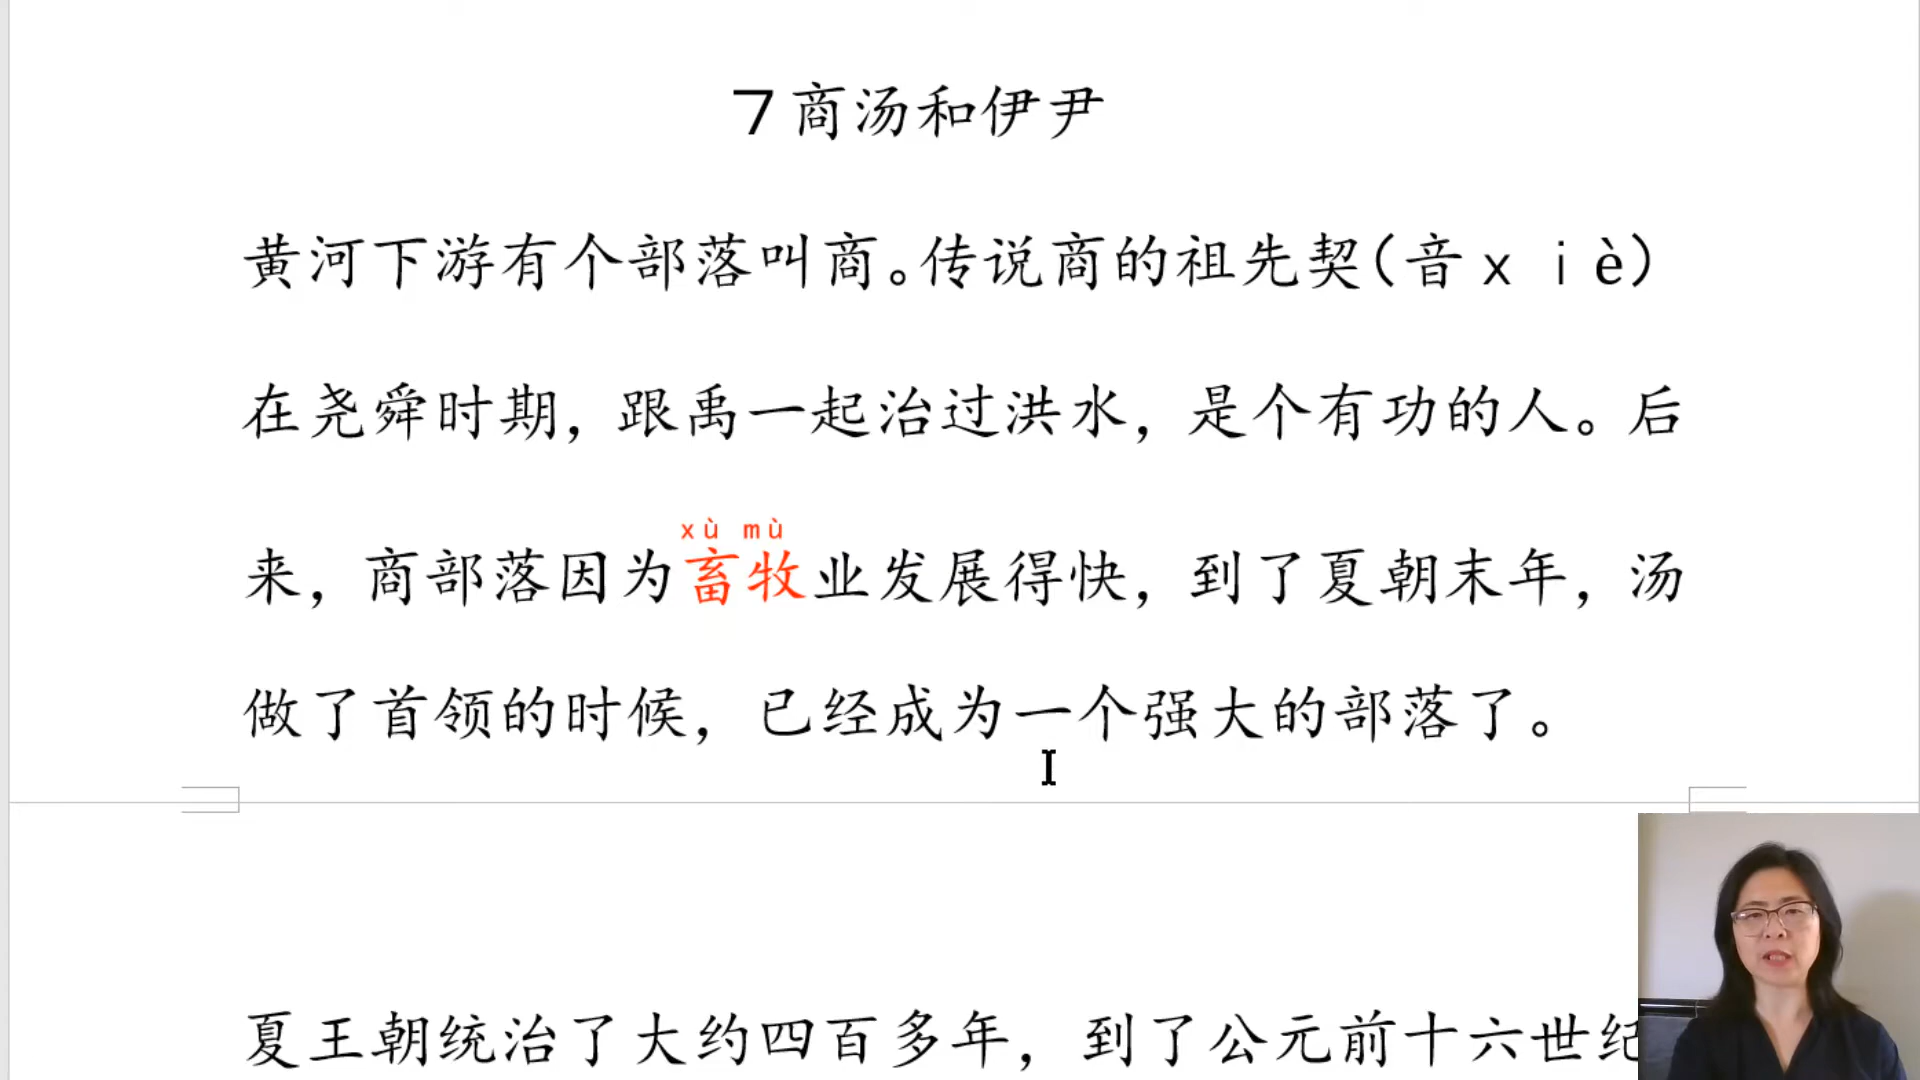 7 商汤和伊尹
黄河下游有个部落叫商。传说商的祖先契（音 x i è）
在尧舜时期，跟禹一起治过洪水，是个有功的人。后
xù mù
来，商部落因为畜牧业发展得快，到了夏朝末年，汤
做了首领的时候，已经成为一个强大的部落了。
夏王朝统治了大约四百多年，到了公元前十六世纪